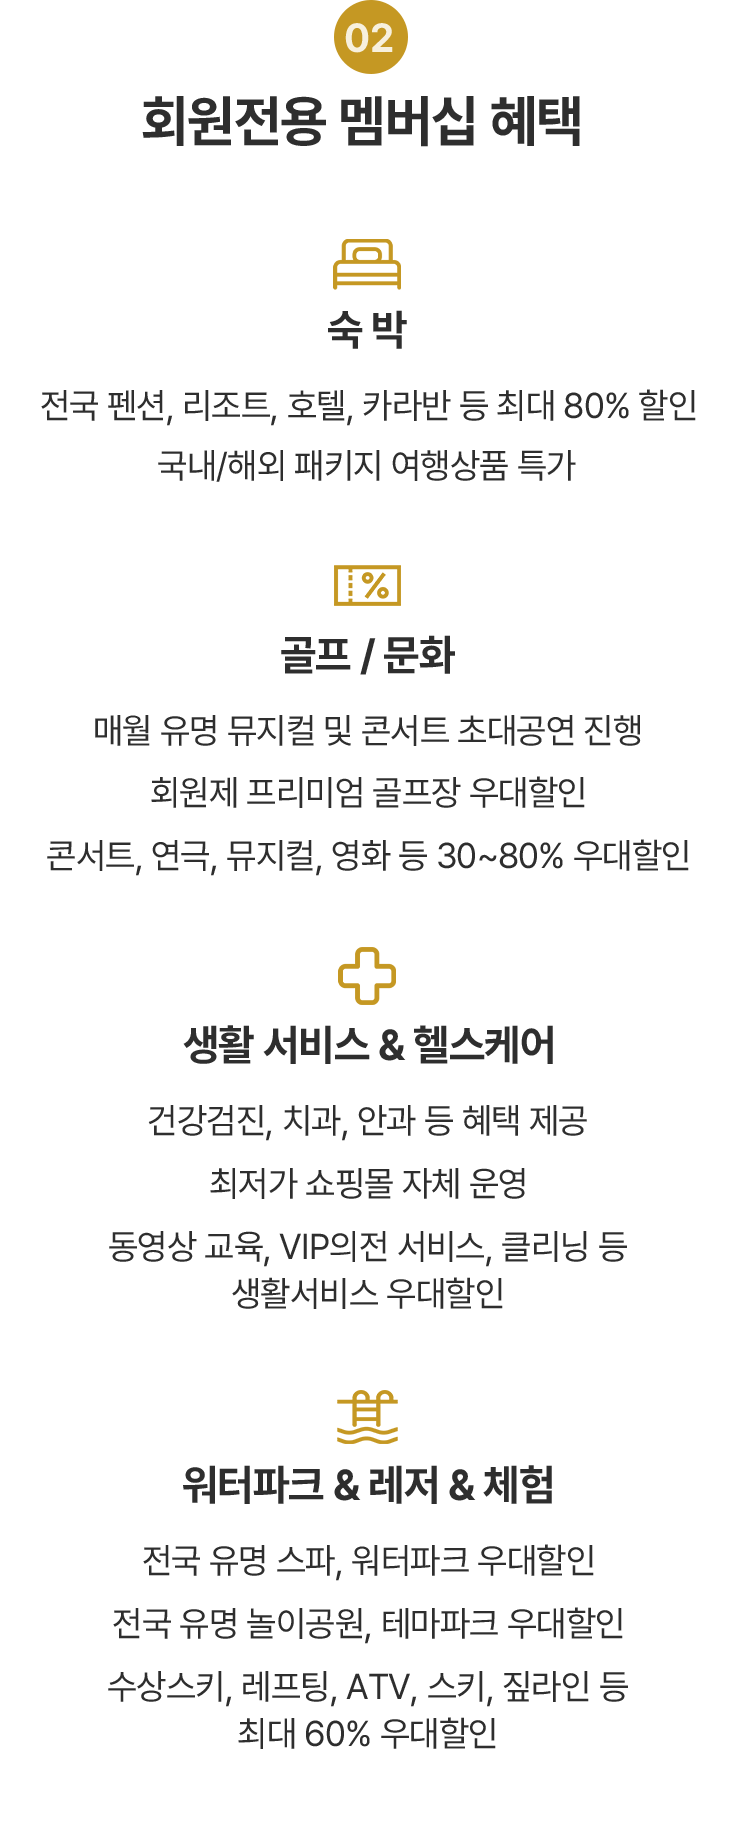 02
회원전용 멤버십 혜택
숙 박
전국 펜션, 리조트, 호텔, 카라반 등 최대 80% 할인
국내/해외 패키지 여행상품 특가
%
골프 / 문화
매월 유명 뮤지컬 및 콘서트 초대공연 진행
회원제 프리미엄 골프장 우대할인
콘서트, 연극, 뮤지컬, 영화 등 30~80% 우대할인
생활 서비스 & 헬스케어
건강검진, 치과, 안과 등 혜택 제공
최저가 쇼핑몰 자체 운영
동영상 교육, VIP의전 서비스, 클리닝 등
생활서비스 우대할인
워터파크 & 레저 & 체험
전국 유명 스파, 워터파크 우대할인
전국 유명 놀이공원, 테마파크 우대할인
수상스키, 레프팅, ATV, 스키, 짚라인 등
최대 60% 우대할인